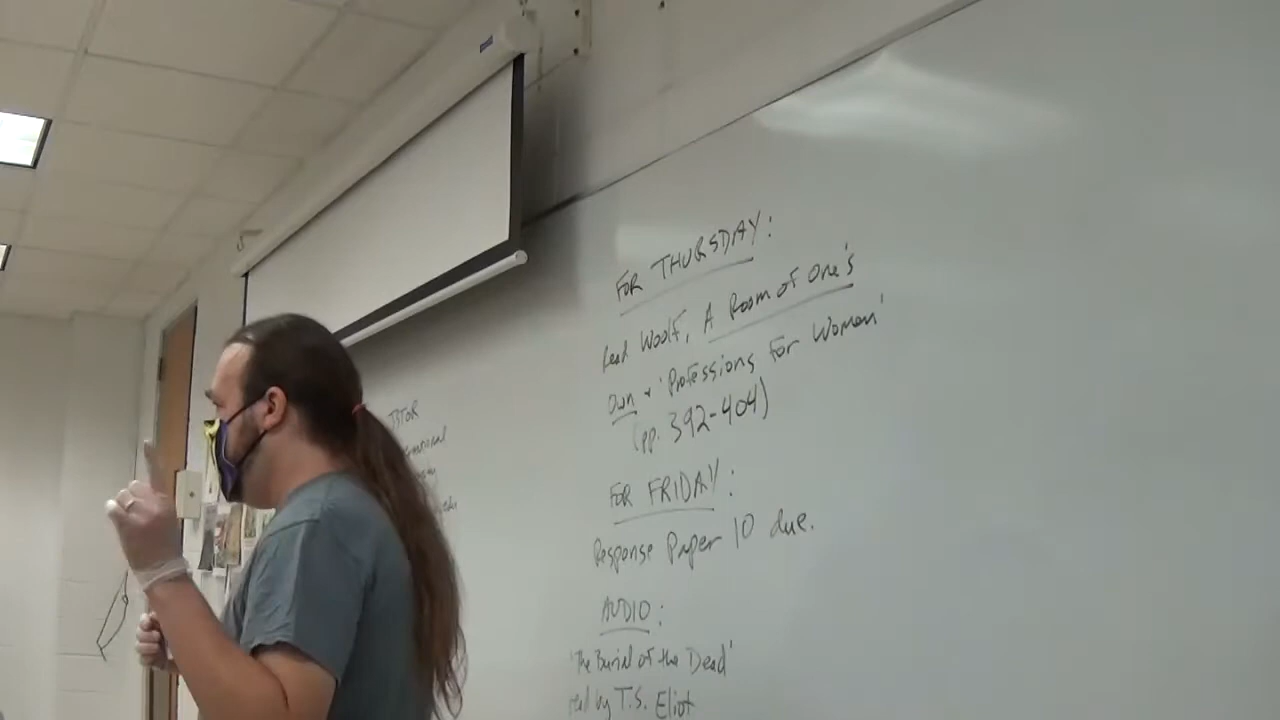 FOR THURSDAY:
Read Woolf, A Room of One's
Own + 'Professions for Women'
(pp. 392-404)
FOR FRIDAY:
Response Paper 10 due.
AUDIO:
'The Burial of the Dead'
by T.S. Eliot